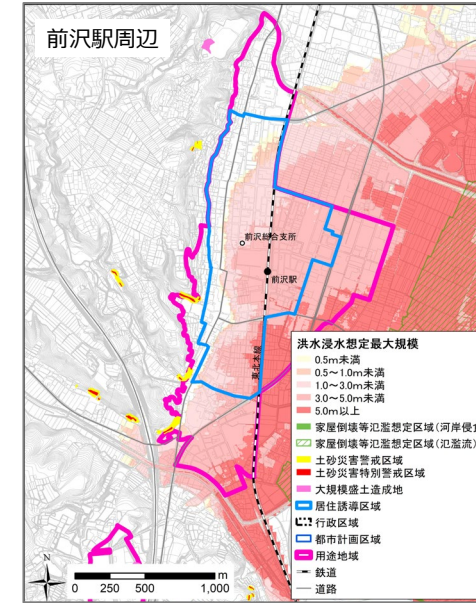 前沢駅周辺
前沢総合支所
前沢駅
東北本線
洪水浸水想定最大規模
0.5m未満
0.5～1.0m未満
1.0～3.0m未満
3.0～5.0m未満
5.0m以上
家屋倒壊等氾濫想定区域(河岸侵食
家屋倒壊等氾濫想定区域(氾濫流)
土砂災害警戒区域
土砂災害特別警戒区域
大規模盛土造成地
居住誘導区域
行政区域
都市計画区域
用途地域
鉄道
道路
N
m
0 250 500 1,000